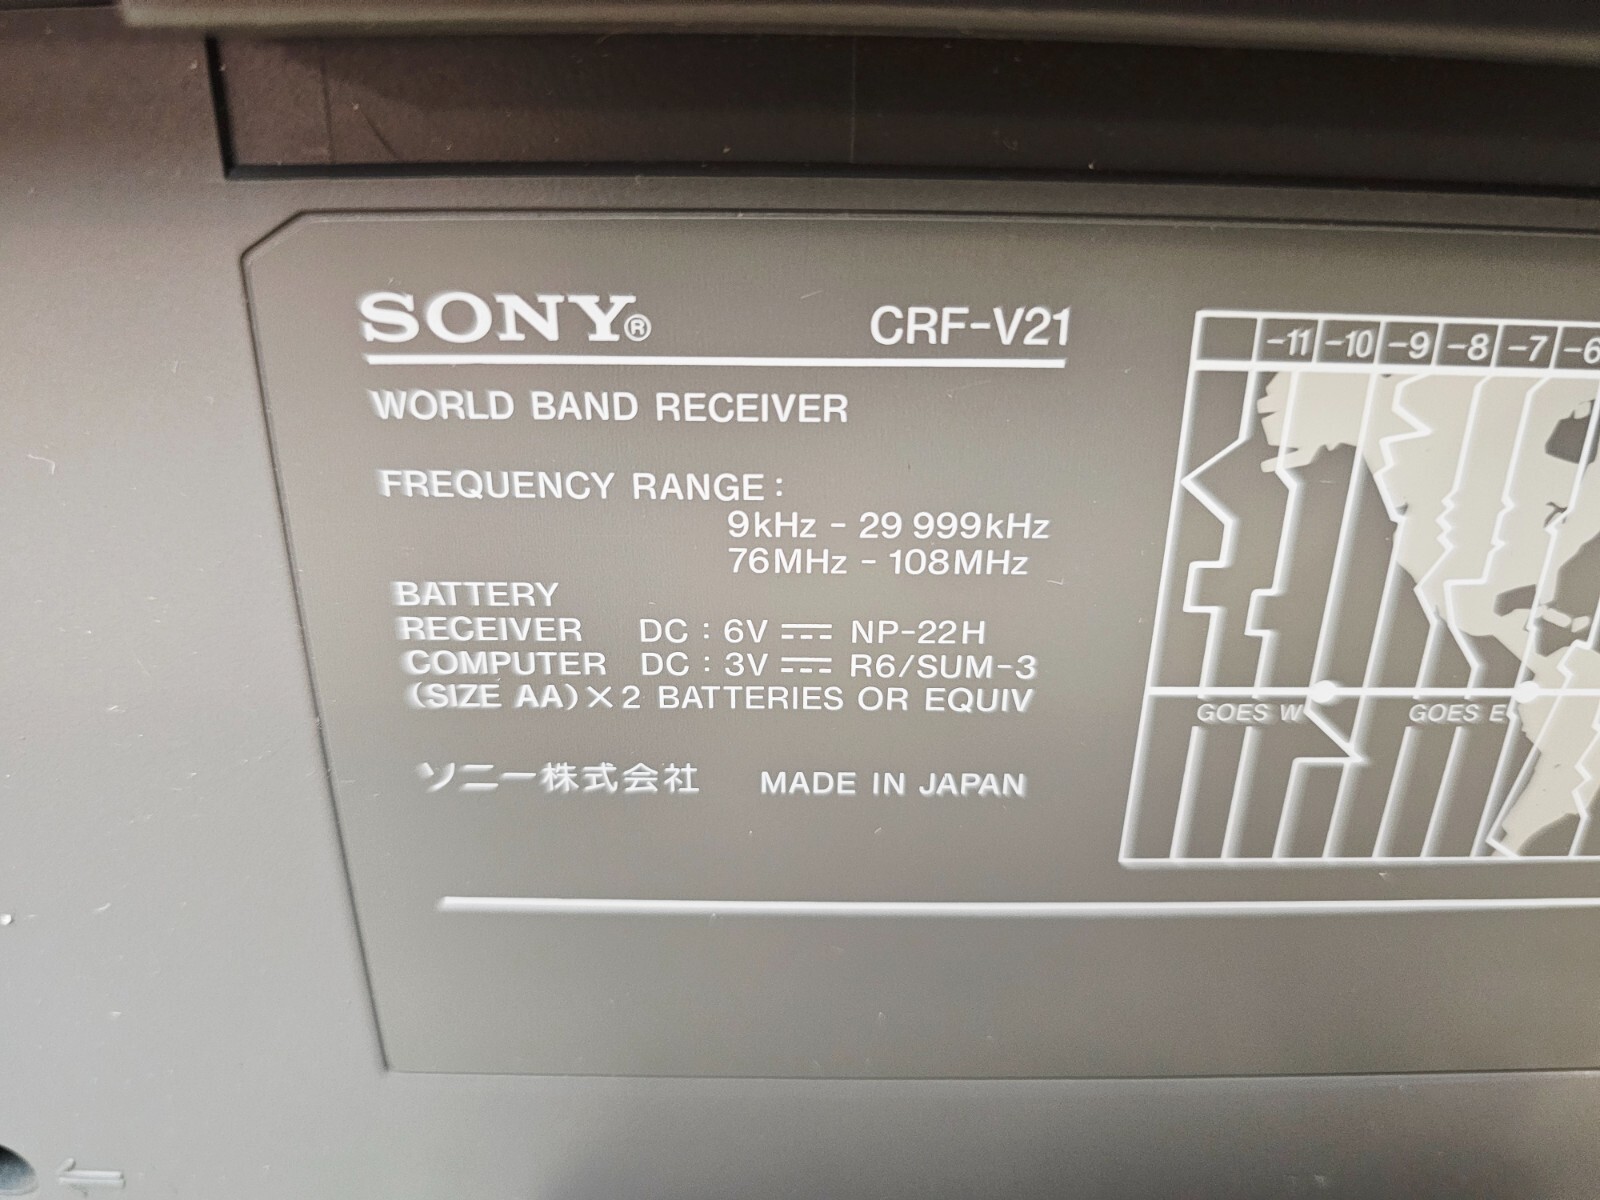 SONY® CRF-V21
WORLD BAND RECEIVER
FREQUENCY RANGE :
9kHz - 29 999kHz
76MHz - 108MHz
BATTERY
RECEIVER DC : 6V ⎓ NP-22H
COMPUTER DC : 3V ⎓ R6/SUM-3
(SIZE AA) × 2 BATTERIES OR EQUIV
ソニー株式会社 MADE IN JAPAN
-11 -10 -9 -8 -7 -6
GOES W GOES E